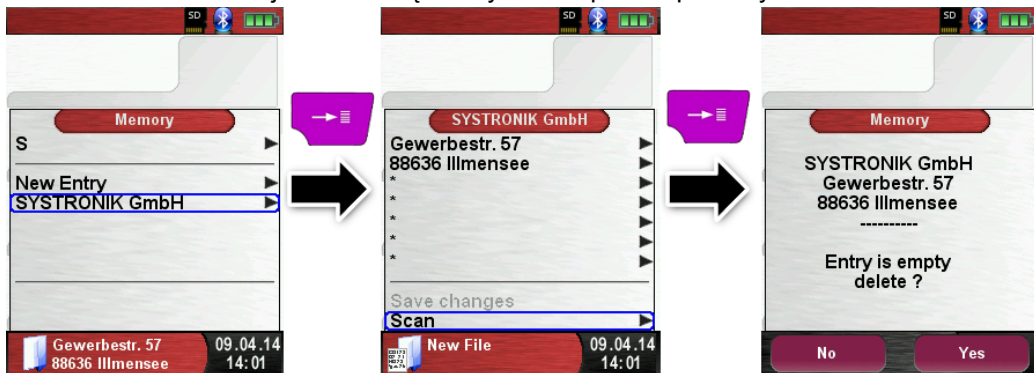 SD
Memory
S
New Entry
SYSTRONIK GmbH
Gewerbestr. 57
88636 Illmensee
09.04.14
14:01
SD
SYSTRONIK GmbH
Gewerbestr. 57
88636 Illmensee
*
*
*
*
*
Save changes
Scan
New File
09.04.14
14:01
SD
Memory
SYSTRONIK GmbH
Gewerbestr. 57
88636 Illmensee
----------
Entry is empty
delete ?
No
Yes